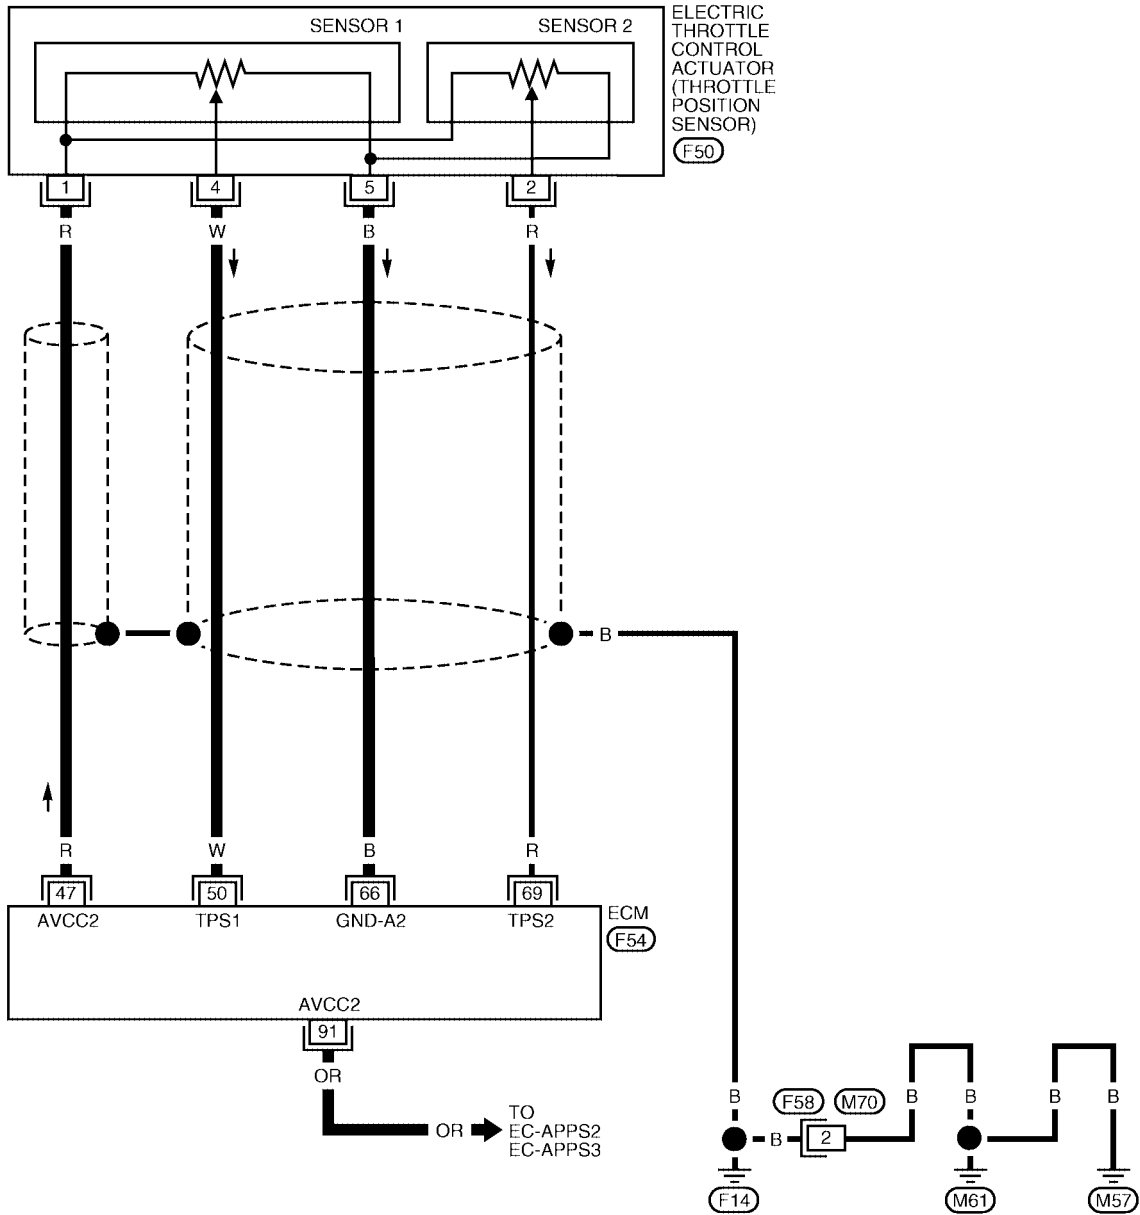 SENSOR 1
SENSOR 2
ELECTRIC
THROTTLE
CONTROL
ACTUATOR
(THROTTLE
POSITION
SENSOR)
F50
1 4 5 2
R W B R
B
R W B R
47 50 66 69
AVCC2 TPS1 GND-A2 TPS2
ECM
F54
AVCC2
91
OR
OR
TO
EC-APPS2
EC-APPS3
B
F58 M70
B B B B
B 2
F14 M61 M57